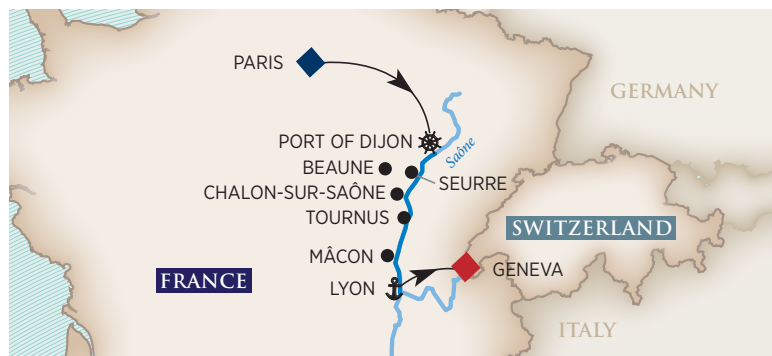 PARIS
GERMANY
PORT OF DIJON
Saône
BEAUNE
SEURRE
CHALON-SUR-SAÔNE
TOURNUS
SWITZERLAND
MÂCON
GENEVA
FRANCE
LYON
ITALY